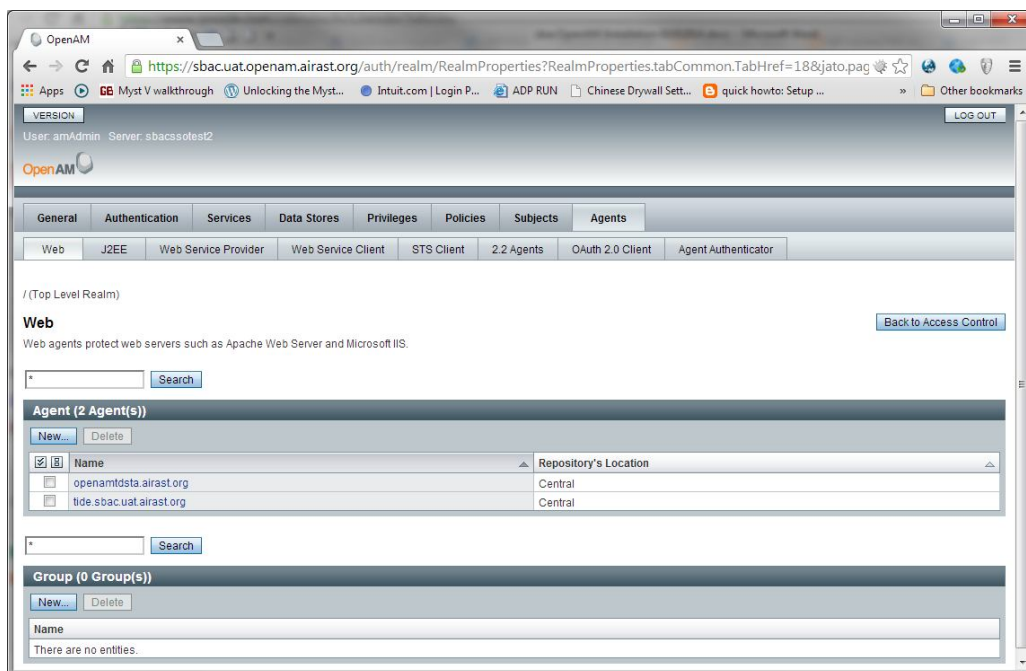 OpenAM
https://sbac.uat.openam.airast.org/auth/realm/RealmProperties?RealmProperties.tabCommon.TabHref=18&jato.pag
Apps GB Myst V walkthrough Unlocking the Myst... Intuit.com | Login P... ADP RUN Chinese Drywall Sett... quick howto: Setup ... » Other bookmarks
VERSION LOG OUT
User: amAdmin Server: sbacssotest2
OpenAM
General Authentication Services Data Stores Privileges Policies Subjects Agents
Web J2EE Web Service Provider Web Service Client STS Client 2.2 Agents OAuth 2.0 Client Agent Authenticator
/ (Top Level Realm)
Web Back to Access Control
Web agents protect web servers such as Apache Web Server and Microsoft IIS.
* Search
Agent (2 Agent(s))
New... Delete
Name Repository's Location
openamtdsta.airast.org Central
tide.sbac.uat.airast.org Central
* Search
Group (0 Group(s))
New... Delete
Name
There are no entities.